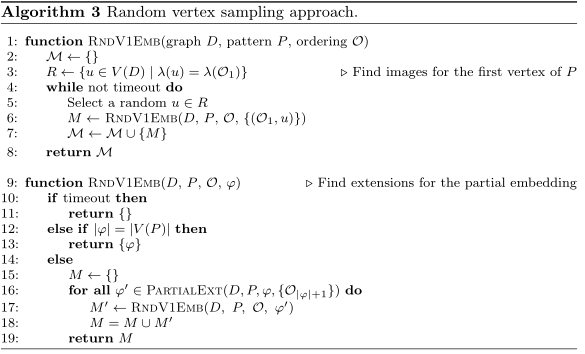 Algorithm 3 Random vertex sampling approach.
1: function RNDV1EMB(graph D, pattern P, ordering 𝒪)
2: ℳ ← {}
3: R ← {u ∈ V(D) | λ(u) = λ(𝒪₁)} ▷ Find images for the first vertex of P
4: while not timeout do
5: Select a random u ∈ R
6: M ← RNDV1EMB(D, P, 𝒪, {(𝒪₁, u)})
7: ℳ ← ℳ ∪ {M}
8: return ℳ
9: function RNDV1EMB(D, P, 𝒪, φ) ▷ Find extensions for the partial embedding
10: if timeout then
11: return {}
12: else if |φ| = |V(P)| then
13: return {φ}
14: else
15: M ← {}
16: for all φ′ ∈ PARTIALEXT(D, P, φ, {𝒪_{|φ|+1}}) do
17: M′ ← RNDV1EMB(D, P, 𝒪, φ′)
18: M = M ∪ M′
19: return M